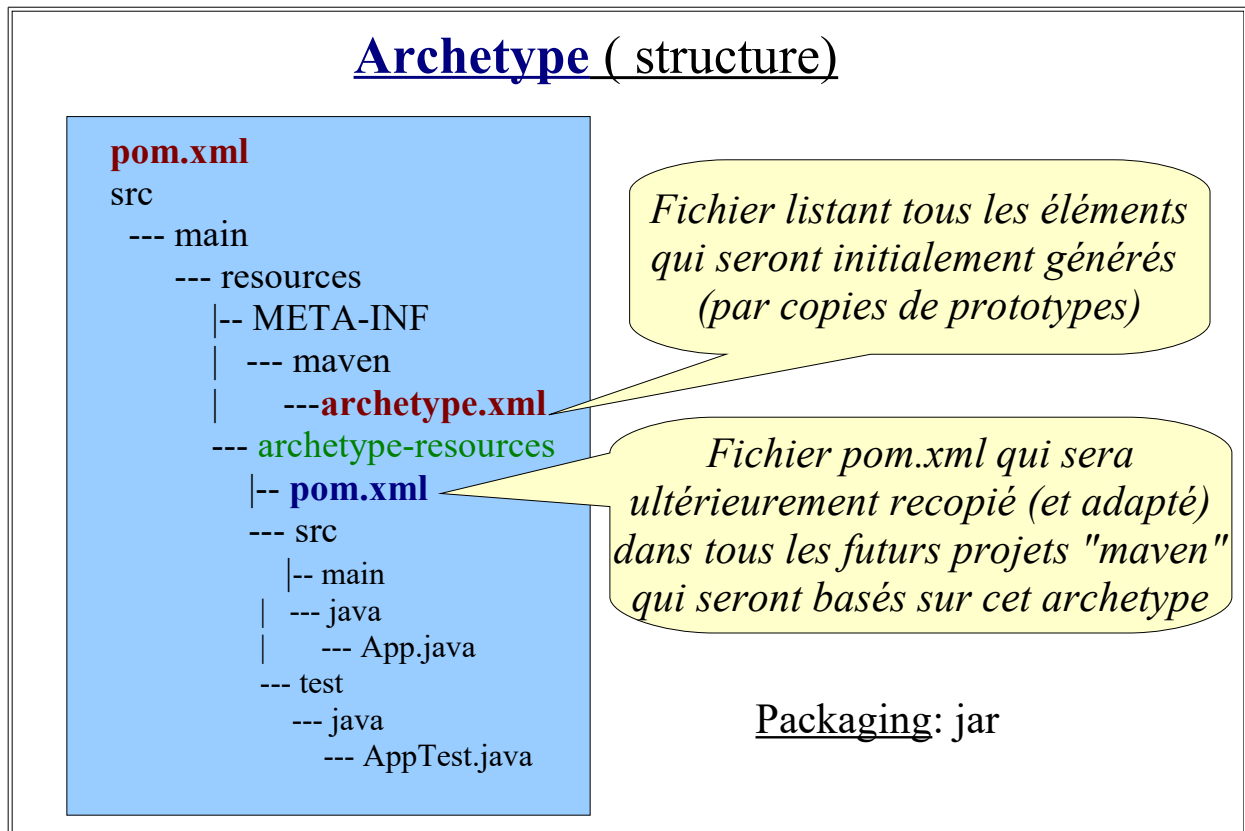 Archetype ( structure)
pom.xml
src
--- main
--- resources
|-- META-INF
| --- maven
| ---archetype.xml
--- archetype-resources
|-- pom.xml
--- src
|-- main
| --- java
| --- App.java
--- test
--- java
--- AppTest.java
Fichier listant tous les éléments
qui seront initialement générés
(par copies de prototypes)
Fichier pom.xml qui sera
ultérieurement recopié (et adapté)
dans tous les futurs projets "maven"
qui seront basés sur cet archetype
Packaging: jar